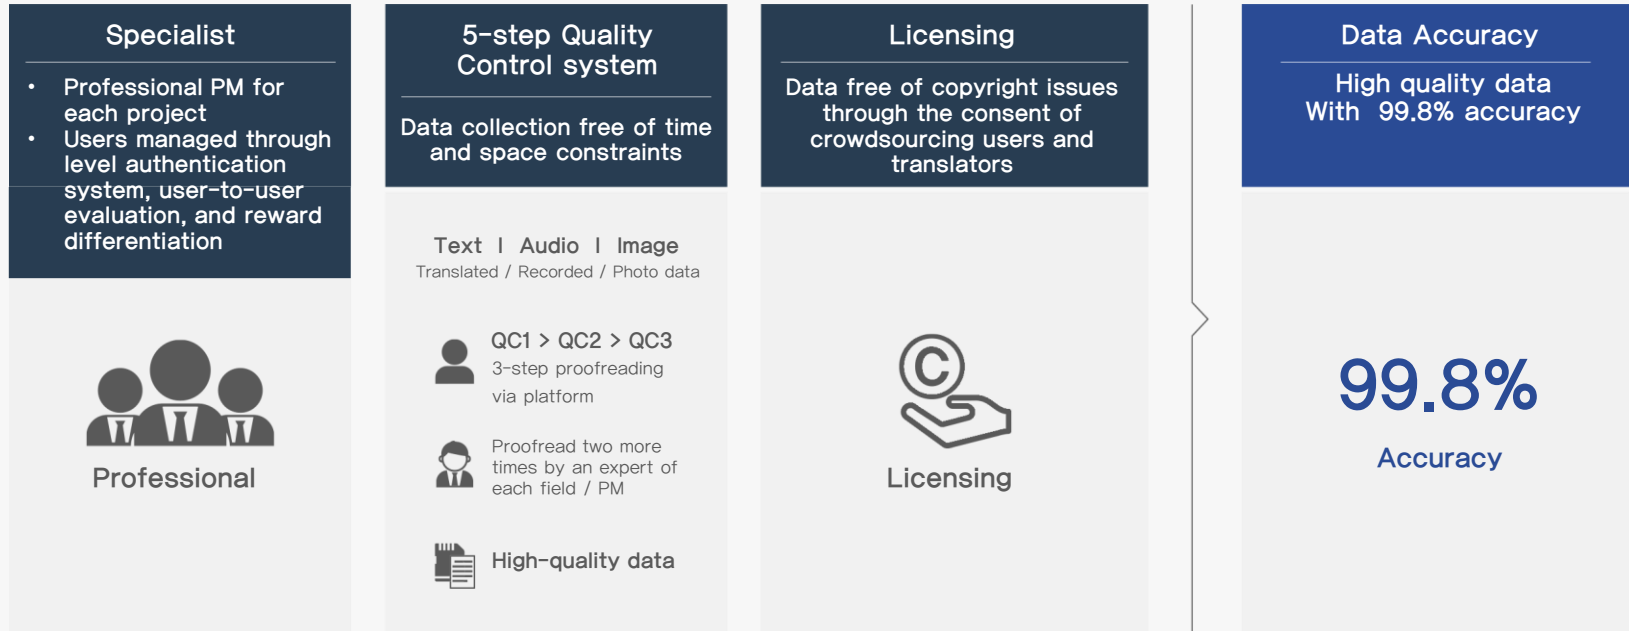 Specialist
• Professional PM for
each project
• Users managed through
level authentication
system, user-to-user
evaluation, and reward
differentiation
Professional
5-step Quality
Control system
Data collection free of time
and space constraints
Text | Audio | Image
Translated / Recorded / Photo data
QC1 > QC2 > QC3
3-step proofreading
via platform
Proofread two more
times by an expert of
each field / PM
High-quality data
Licensing
Data free of copyright issues
through the consent of
crowdsourcing users and
translators
C
Licensing
Data Accuracy
High quality data
With 99.8% accuracy
99.8%
Accuracy